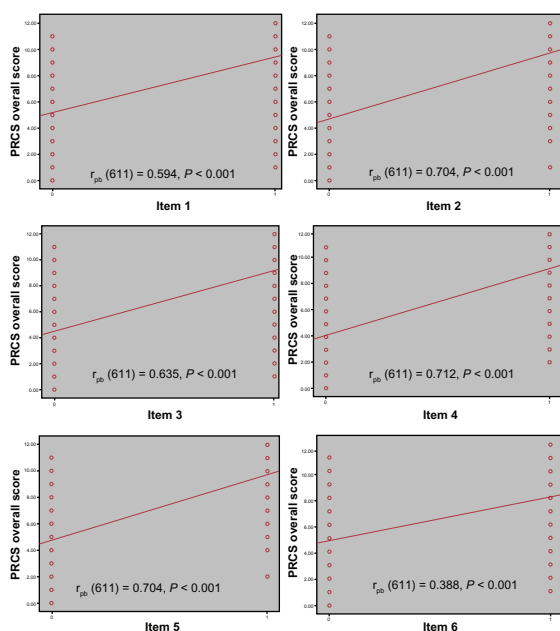 PRCS overall score
12.00
10.00
8.00
6.00
4.00
2.00
0.00
r_pb (611) = 0.594, P < 0.001
0 1
Item 1
PRCS overall score
12.00
10.00
8.00
6.00
4.00
2.00
0.00
r_pb (611) = 0.704, P < 0.001
0 1
Item 2
PRCS overall score
12.00
10.00
8.00
6.00
4.00
2.00
0.00
r_pb (611) = 0.635, P < 0.001
0 1
Item 3
PRCS overall score
12.00
10.00
8.00
6.00
4.00
2.00
0.00
r_pb (611) = 0.712, P < 0.001
0 1
Item 4
PRCS overall score
12.00
10.00
8.00
6.00
4.00
2.00
0.00
r_pb (611) = 0.704, P < 0.001
0 1
Item 5
PRCS overall score
12.00
10.00
8.00
6.00
4.00
2.00
0.00
r_pb (611) = 0.388, P < 0.001
0 1
Item 6